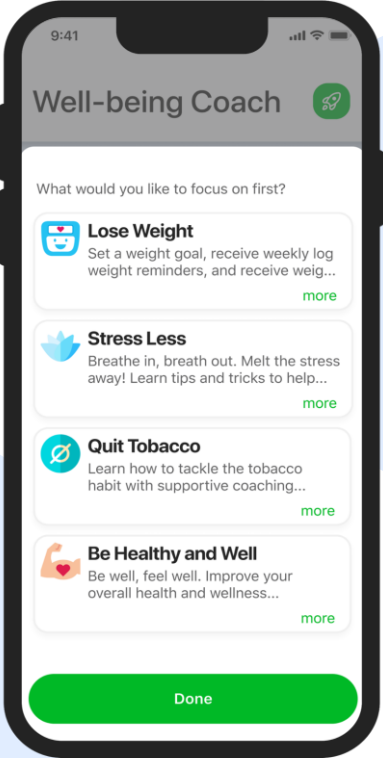 9:41
Well-being Coach
What would you like to focus on first?
Lose Weight
Set a weight goal, receive weekly log
weight reminders, and receive weig...
more
Stress Less
Breathe in, breath out. Melt the stress
away! Learn tips and tricks to help...
more
Quit Tobacco
Learn how to tackle the tobacco
habit with supportive coaching...
more
Be Healthy and Well
Be well, feel well. Improve your
overall health and wellness...
more
Done